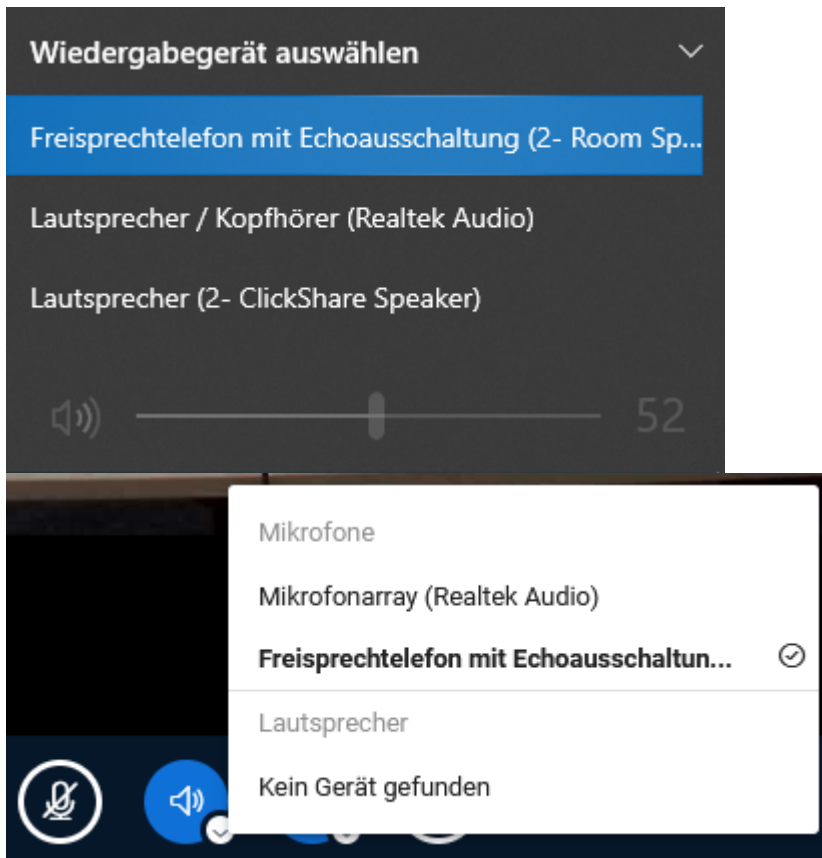 Wiedergabegerät auswählen
Freisprechtelefon mit Echoausschaltung (2- Room Sp...
Lautsprecher / Kopfhörer (Realtek Audio)
Lautsprecher (2- ClickShare Speaker)
52
Mikrofone
Mikrofonarray (Realtek Audio)
Freisprechtelefon mit Echoausschaltun...
Lautsprecher
Kein Gerät gefunden